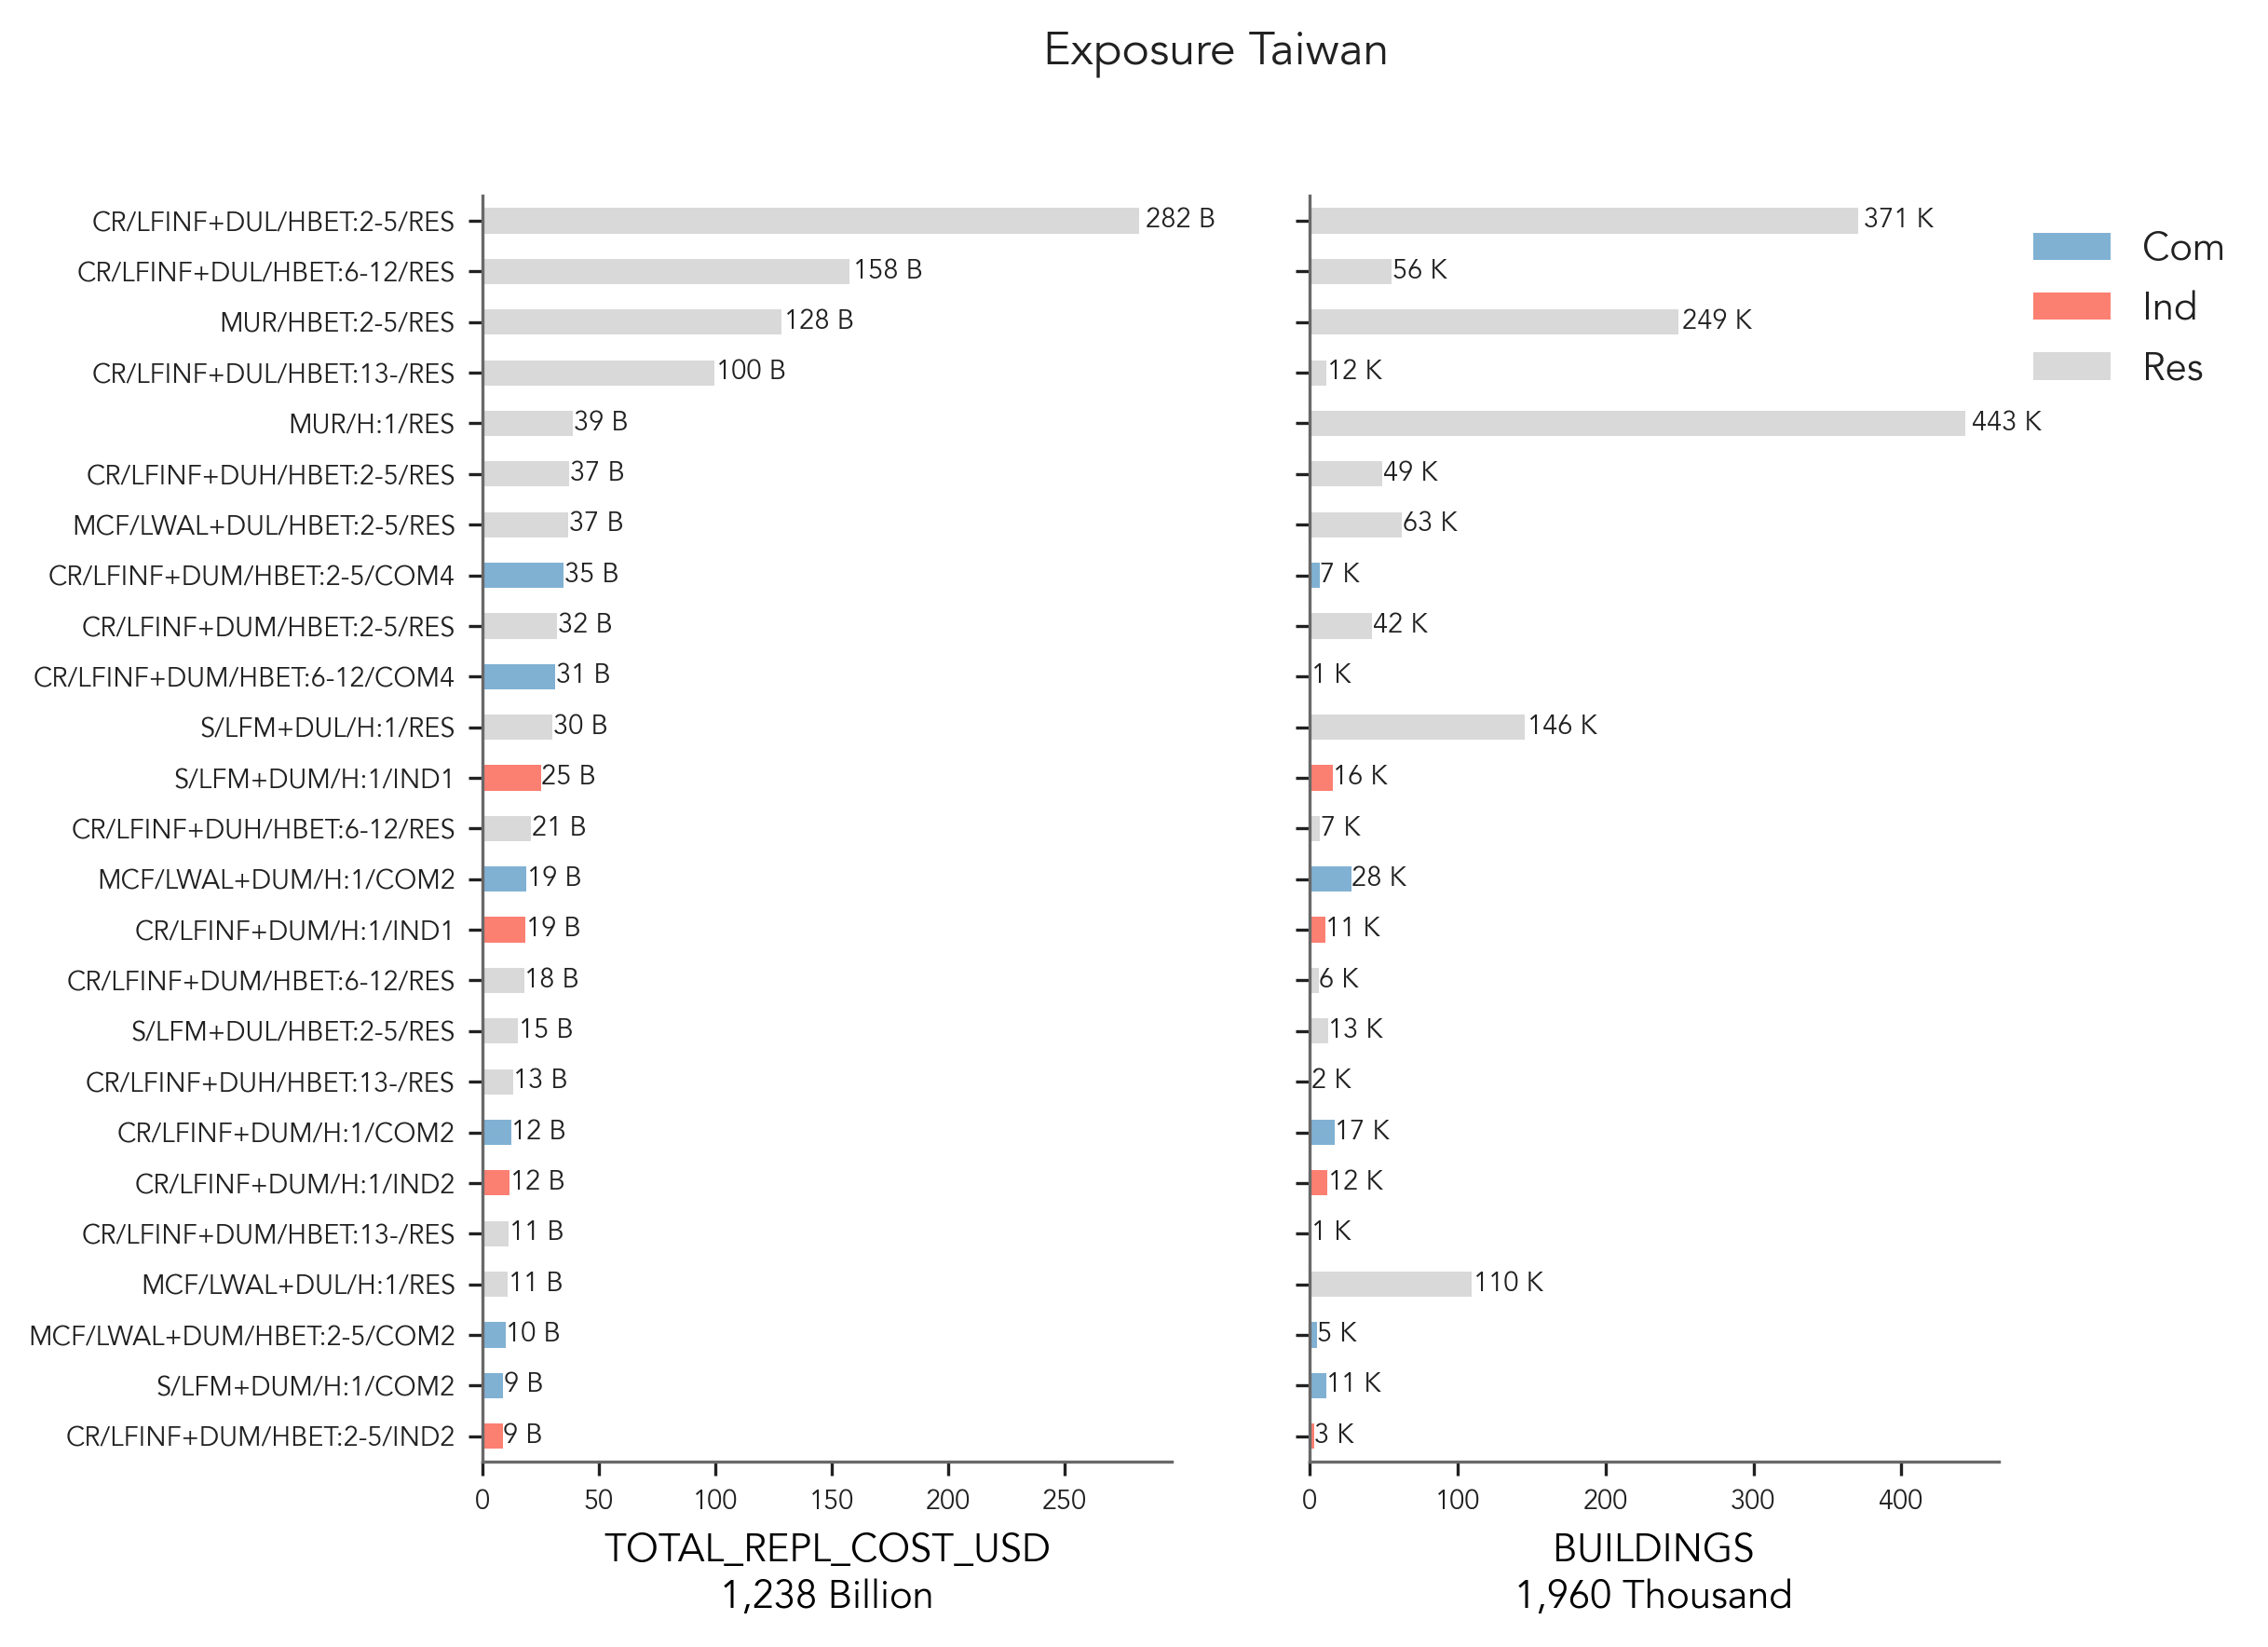 Exposure Taiwan
CR/LFINF+DUL/HBET:2-5/RES 282 B 371 K
CR/LFINF+DUL/HBET:6-12/RES 158 B 56 K
MUR/HBET:2-5/RES 128 B 249 K
CR/LFINF+DUL/HBET:13-/RES 100 B 12 K
MUR/H:1/RES 39 B 443 K
CR/LFINF+DUH/HBET:2-5/RES 37 B 49 K
MCF/LWAL+DUL/HBET:2-5/RES 37 B 63 K
CR/LFINF+DUM/HBET:2-5/COM4 35 B 7 K
CR/LFINF+DUM/HBET:2-5/RES 32 B 42 K
CR/LFINF+DUM/HBET:6-12/COM4 31 B 1 K
S/LFM+DUL/H:1/RES 30 B 146 K
S/LFM+DUM/H:1/IND1 25 B 16 K
CR/LFINF+DUH/HBET:6-12/RES 21 B 7 K
MCF/LWAL+DUM/H:1/COM2 19 B 28 K
CR/LFINF+DUM/H:1/IND1 19 B 11 K
CR/LFINF+DUM/HBET:6-12/RES 18 B 6 K
S/LFM+DUL/HBET:2-5/RES 15 B 13 K
CR/LFINF+DUH/HBET:13-/RES 13 B 2 K
CR/LFINF+DUM/H:1/COM2 12 B 17 K
CR/LFINF+DUM/H:1/IND2 12 B 12 K
CR/LFINF+DUM/HBET:13-/RES 11 B 1 K
MCF/LWAL+DUL/H:1/RES 11 B 110 K
MCF/LWAL+DUM/HBET:2-5/COM2 10 B 5 K
S/LFM+DUM/H:1/COM2 9 B 11 K
CR/LFINF+DUM/HBET:2-5/IND2 9 B 3 K
Com
Ind
Res
0 50 100 150 200 250
TOTAL_REPL_COST_USD
1,238 Billion
0 100 200 300 400
BUILDINGS
1,960 Thousand